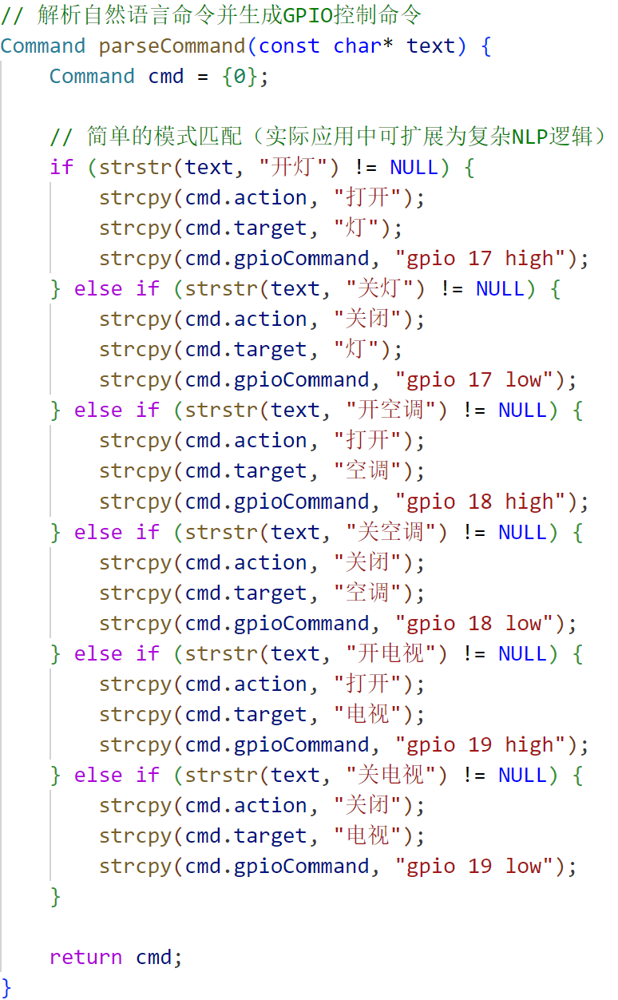 // 解析自然语言命令并生成GPIO控制命令
Command parseCommand(const char* text) {
    Command cmd = {0};

    // 简单的模式匹配（实际应用中可扩展为复杂NLP逻辑）
    if (strstr(text, "开灯") != NULL) {
        strcpy(cmd.action, "打开");
        strcpy(cmd.target, "灯");
        strcpy(cmd.gpioCommand, "gpio 17 high");
    } else if (strstr(text, "关灯") != NULL) {
        strcpy(cmd.action, "关闭");
        strcpy(cmd.target, "灯");
        strcpy(cmd.gpioCommand, "gpio 17 low");
    } else if (strstr(text, "开空调") != NULL) {
        strcpy(cmd.action, "打开");
        strcpy(cmd.target, "空调");
        strcpy(cmd.gpioCommand, "gpio 18 high");
    } else if (strstr(text, "关空调") != NULL) {
        strcpy(cmd.action, "关闭");
        strcpy(cmd.target, "空调");
        strcpy(cmd.gpioCommand, "gpio 18 low");
    } else if (strstr(text, "开电视") != NULL) {
        strcpy(cmd.action, "打开");
        strcpy(cmd.target, "电视");
        strcpy(cmd.gpioCommand, "gpio 19 high");
    } else if (strstr(text, "关电视") != NULL) {
        strcpy(cmd.action, "关闭");
        strcpy(cmd.target, "电视");
        strcpy(cmd.gpioCommand, "gpio 19 low");
    }

    return cmd;
}